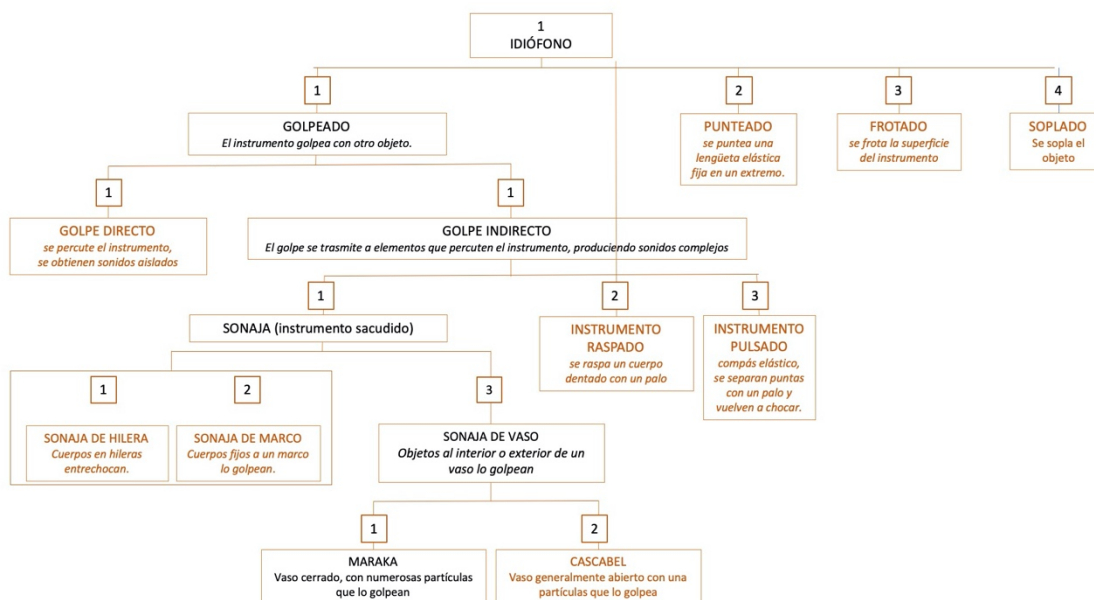 1
IDIÓFONO
1
2
3
4
GOLPEADO
El instrumento golpea con otro objeto.
PUNTEADO
se puntea una
lengüeta elástica
fija en un extremo.
FROTADO
se frota la superficie
del instrumento
SOPLADO
Se sopla el
objeto
1
1
GOLPE DIRECTO
se percute el instrumento,
se obtienen sonidos aislados
GOLPE INDIRECTO
El golpe se trasmite a elementos que percuten el instrumento, produciendo sonidos complejos
1
2
3
SONAJA (instrumento sacudido)
INSTRUMENTO
RASPADO
se raspa un cuerpo
dentado con un palo
INSTRUMENTO
PULSADO
compás elástico,
se separan puntas
con un palo y
vuelven a chocar.
1
2
3
SONAJA DE HILERA
Cuerpos en hileras
entrechocan.
SONAJA DE MARCO
Cuerpos fijos a un marco
lo golpean.
SONAJA DE VASO
Objetos al interior o exterior de un
vaso lo golpean
1
2
MARAKA
Vaso cerrado, con numerosas partículas
que lo golpean
CASCABEL
Vaso generalmente abierto con una
partículas que lo golpea